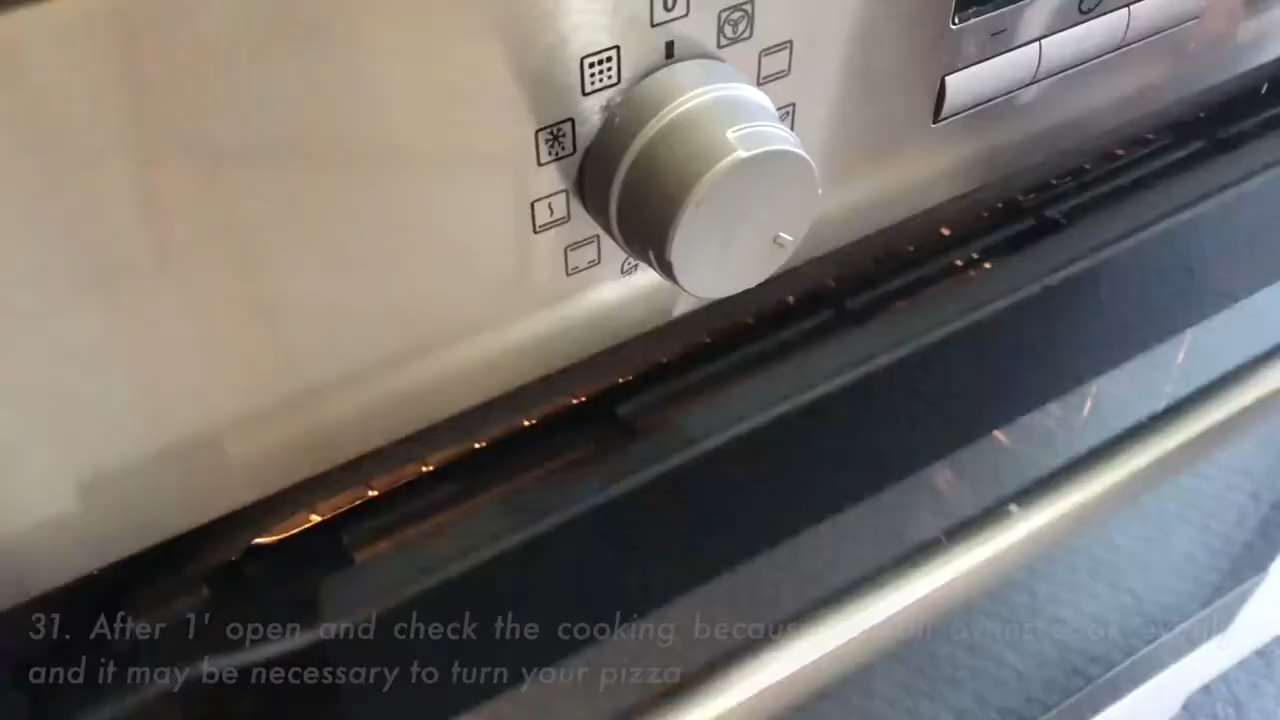 31. After 1' open and check the cooking because
and it may be necessary to turn your pizza